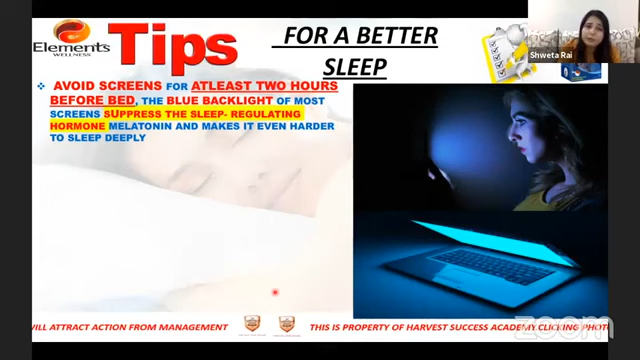 Elements
WELLNESS
Tips
FOR A BETTER
SLEEP
Shweta Rai
AVOID SCREENS FOR ATLEAST TWO HOURS
BEFORE BED, THE BLUE BACKLIGHT OF MOST
SCREENS SUPPRESS THE SLEEP- REGULATING
HORMONE MELATONIN AND MAKES IT EVEN HARDER
TO SLEEP DEEPLY
WILL ATTRACT ACTION FROM MANAGEMENT
THIS IS PROPERTY OF HARVEST SUCCESS ACADEMY.CLICKING PHOTO
zoom